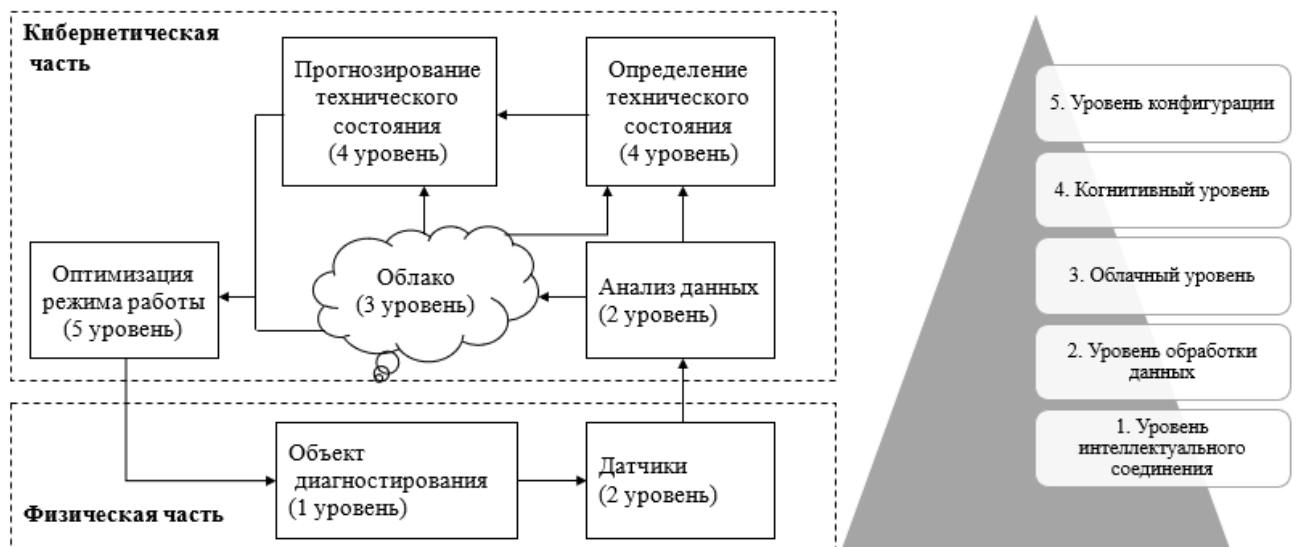 Кибернетическая
часть
Прогнозирование
технического
состояния
(4 уровень)
Определение
технического
состояния
(4 уровень)
Оптимизация
режима работы
(5 уровень)
Облако
(3 уровень)
Анализ данных
(2 уровень)
Объект
диагностирования
(1 уровень)
Датчики
(2 уровень)
Физическая часть
5. Уровень конфигурации
4. Когнитивный уровень
3. Облачный уровень
2. Уровень обработки
данных
1. Уровень
интеллектуального
соединения